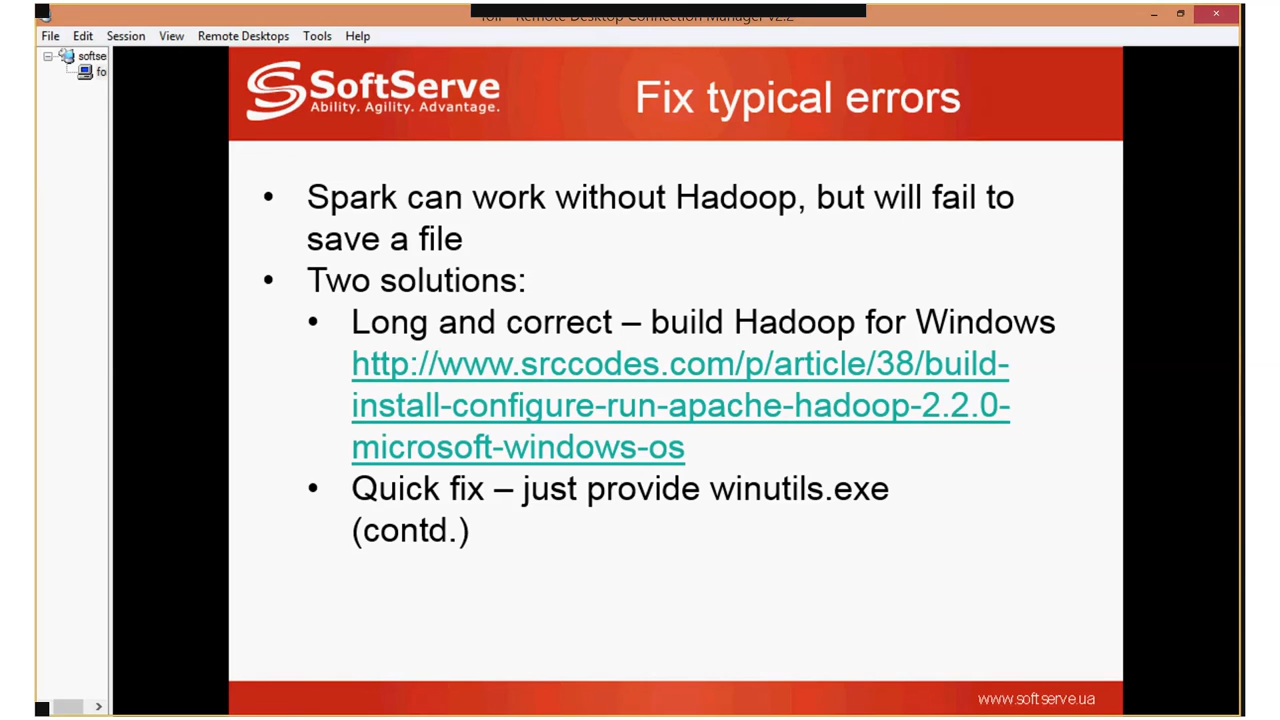 File Edit Session View Remote Desktops Tools Help
softse
fo
SoftServe
Ability. Agility. Advantage.
Fix typical errors
• Spark can work without Hadoop, but will fail to
save a file
• Two solutions:
• Long and correct – build Hadoop for Windows
http://www.srccodes.com/p/article/38/build-
install-configure-run-apache-hadoop-2.2.0-
microsoft-windows-os
• Quick fix – just provide winutils.exe
(contd.)
www.softserve.ua